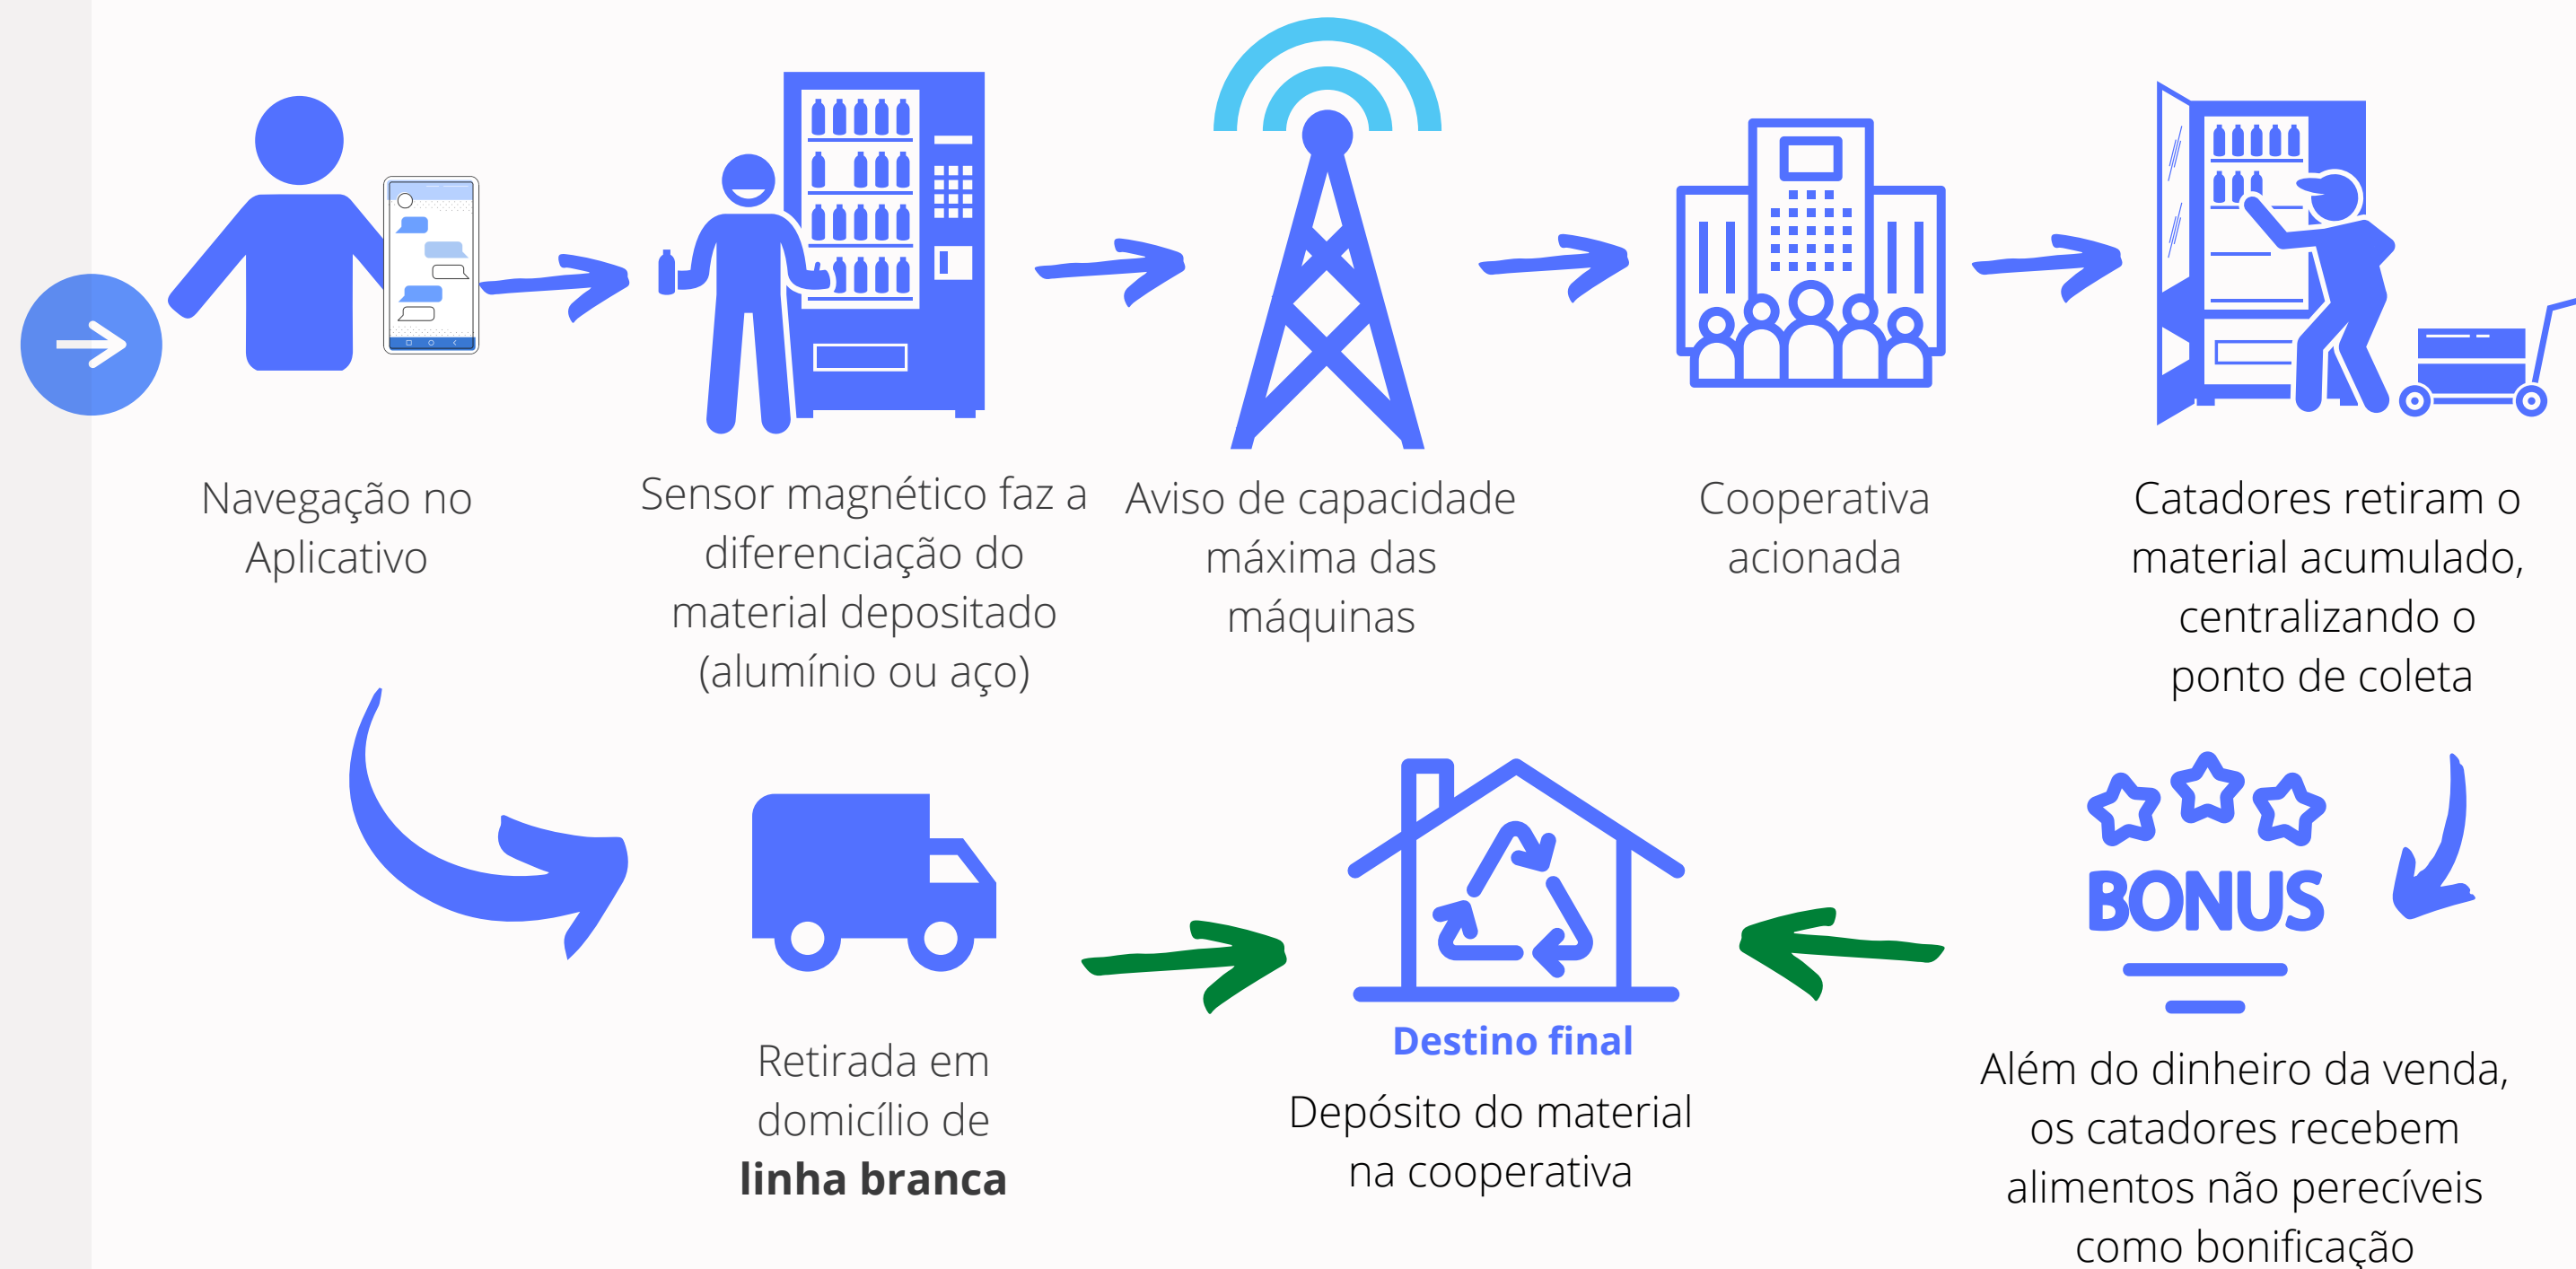 Navegação no
Aplicativo
Sensor magnético faz a
diferenciação do
material depositado
(alumínio ou aço)
Aviso de capacidade
máxima das
máquinas
Cooperativa
acionada
Catadores retiram o
material acumulado,
centralizando o
ponto de coleta
Retirada em
domicílio de
linha branca
Destino final
Depósito do material
na cooperativa
BONUS
Além do dinheiro da venda,
os catadores recebem
alimentos não perecíveis
como bonificação